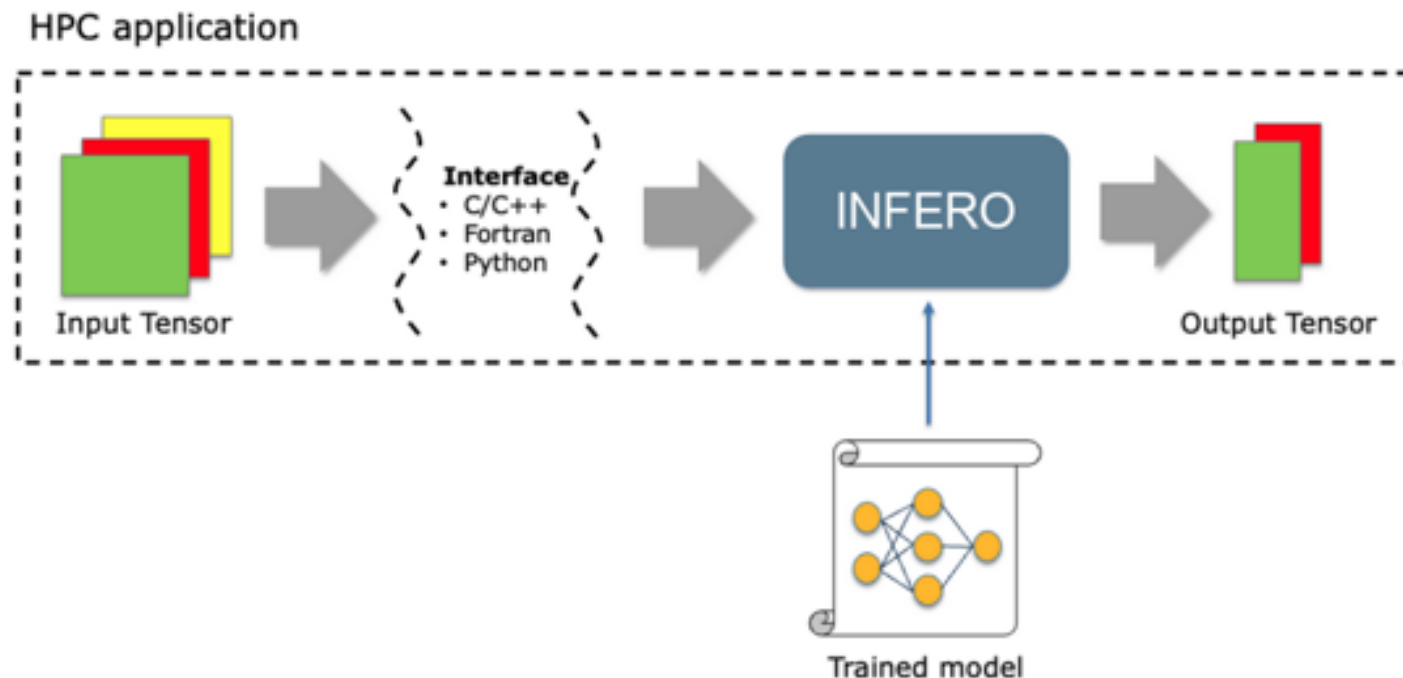 HPC application
Interface
• C/C++
• Fortran
• Python
INFERO
Input Tensor
Output Tensor
Trained model